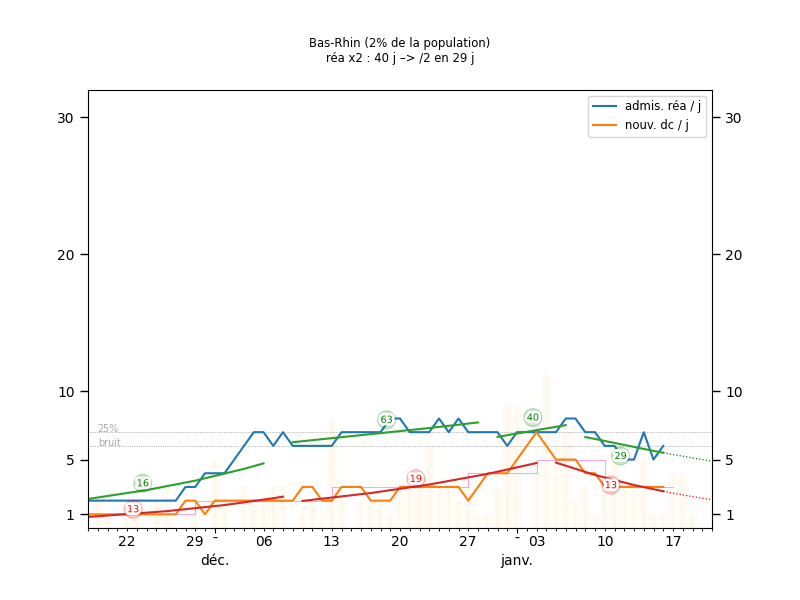 Bas-Rhin (2% de la population)
réa x2 : 40 j –> /2 en 29 j
admis. réa / j
nouv. dc / j
30 30
20 20
10 10
5 5
1 1
25%
bruit
16 63 40 29
13 19 13
22 29 - 06 13 20 27 - 03 10 17
déc. janv.